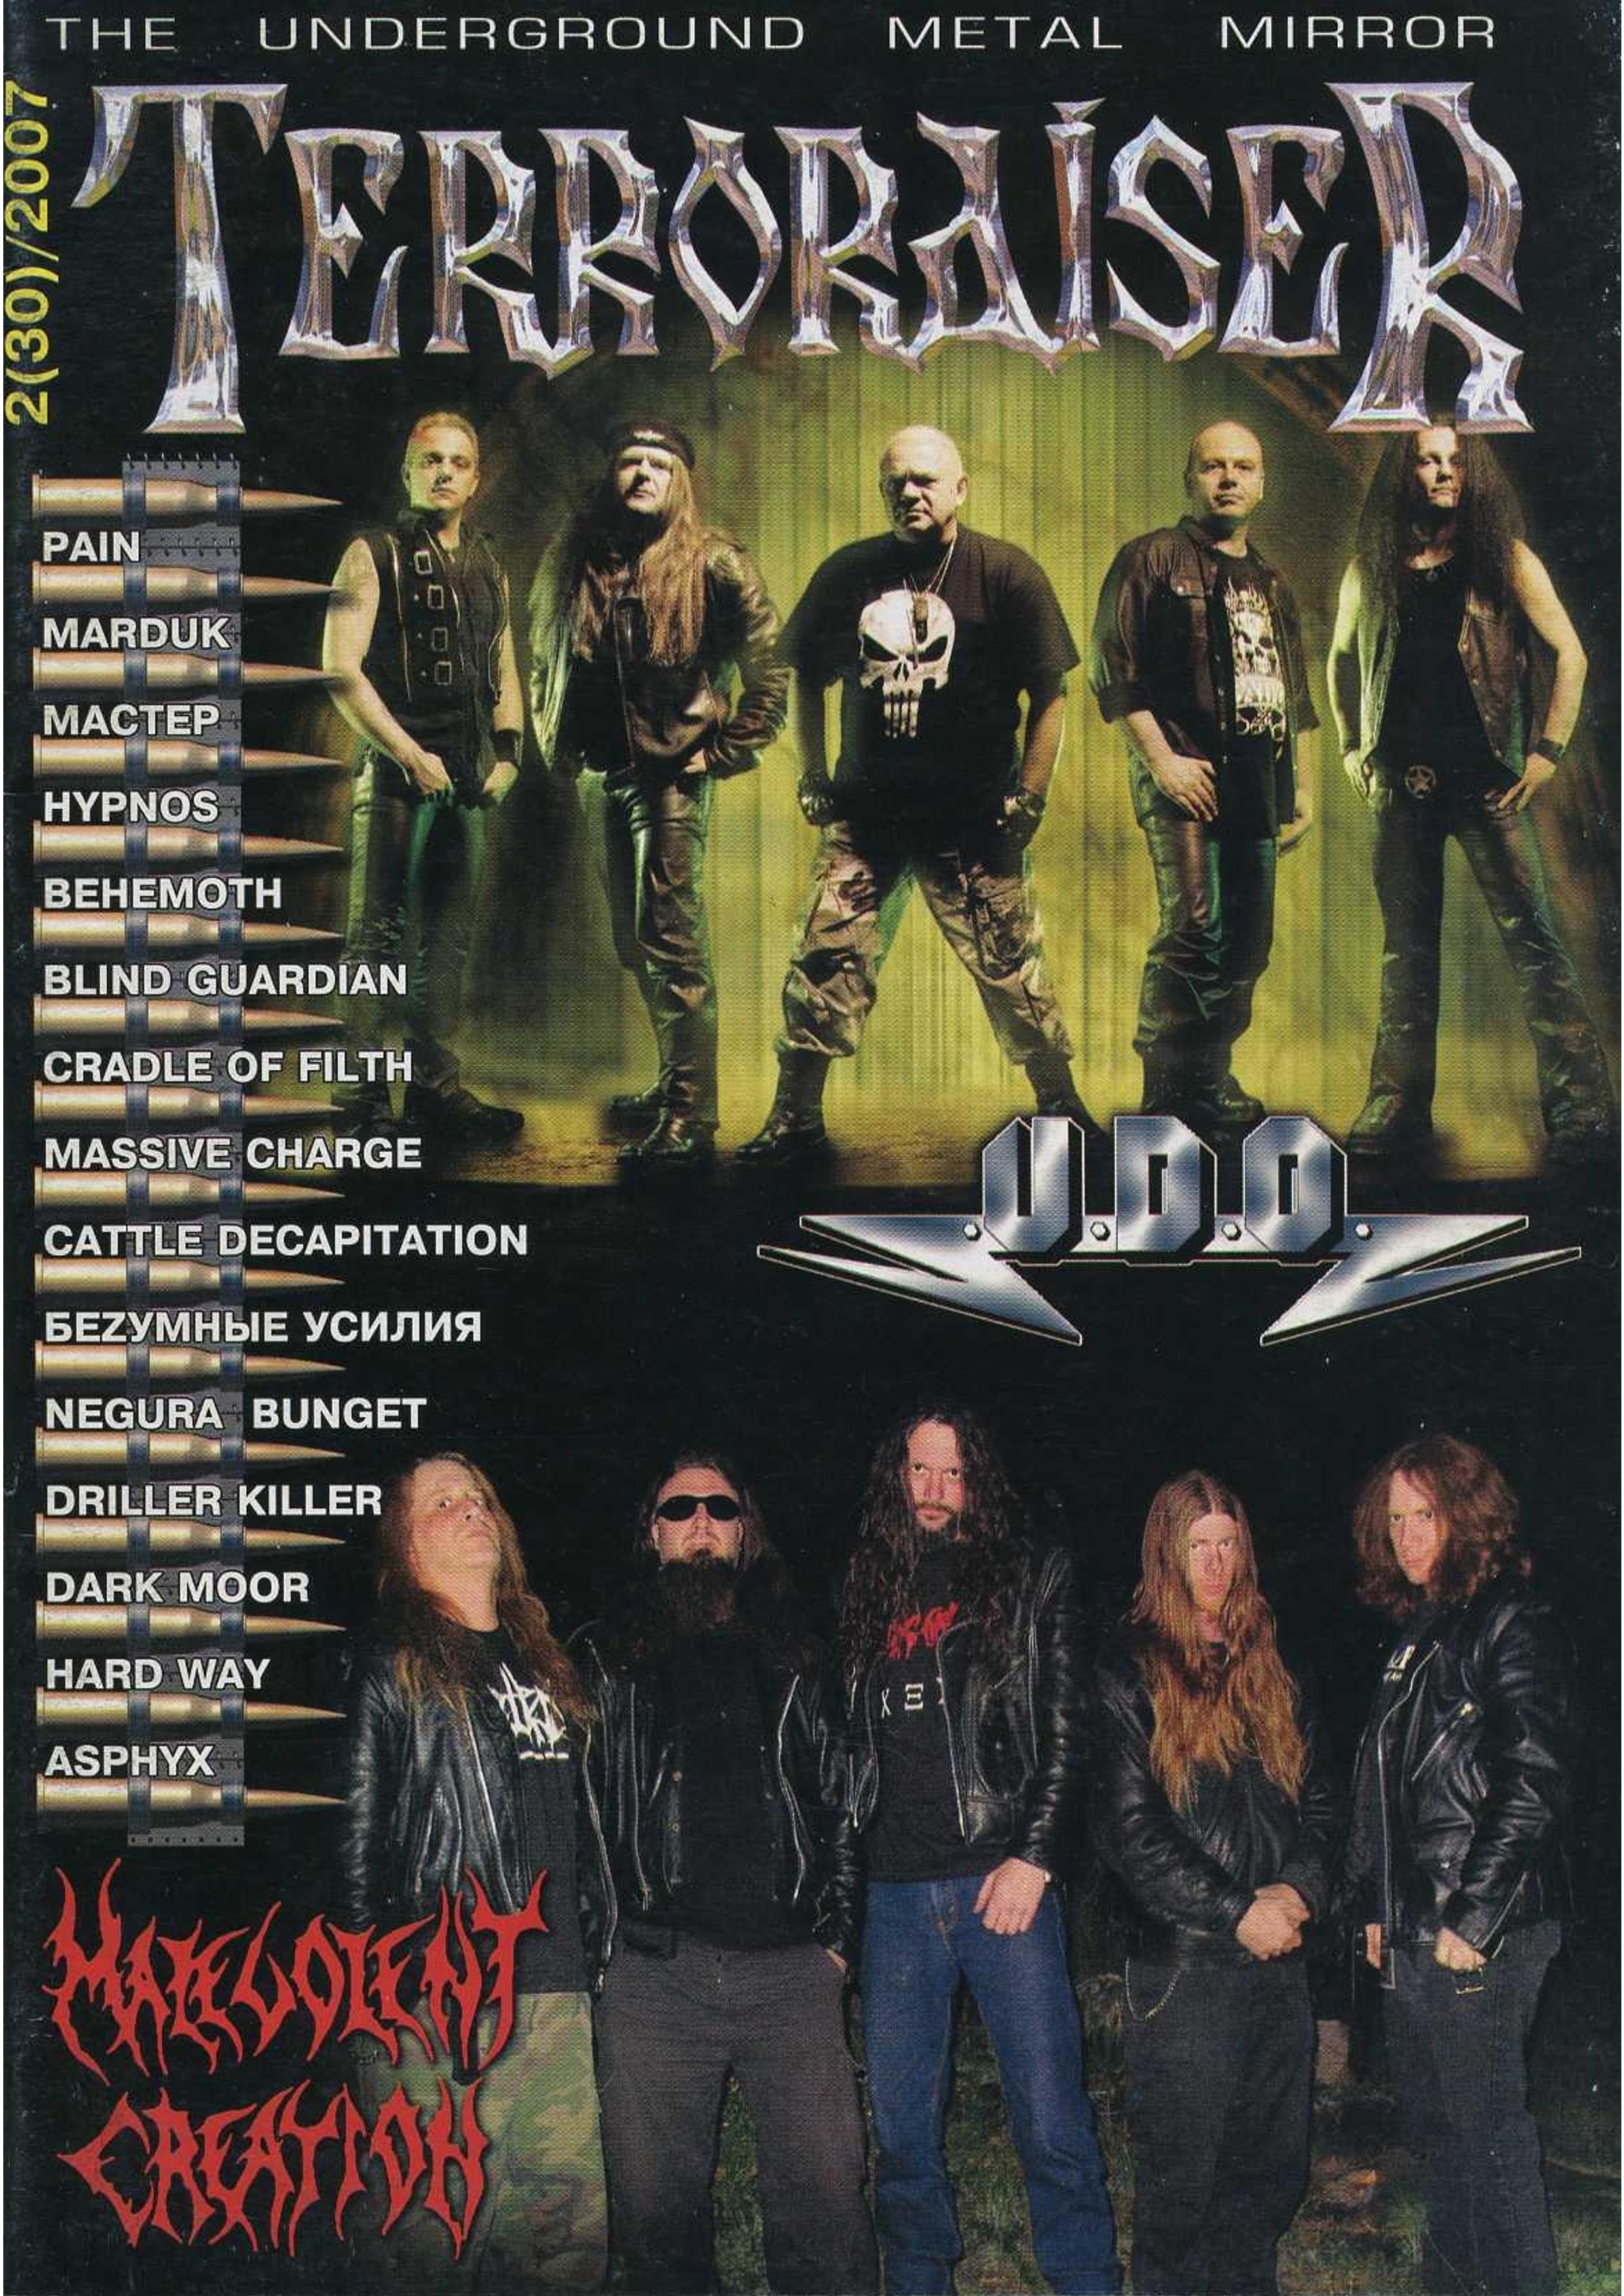 THE UNDERGROUND METAL MIRROR
TERRORAISER
2(30)/2007
PAIN
MARDUK
МАСТЕР
HYPNOS
BEHEMOTH
BLIND GUARDIAN
CRADLE OF FILTH
MASSIVE CHARGE
CATTLE DECAPITATION
БЕZУМНЫЕ УСИЛИЯ
NEGURA BUNGET
DRILLER KILLER
DARK MOOR
HARD WAY
ASPHYX
U.D.O.
MALEVOLENT
CREATION